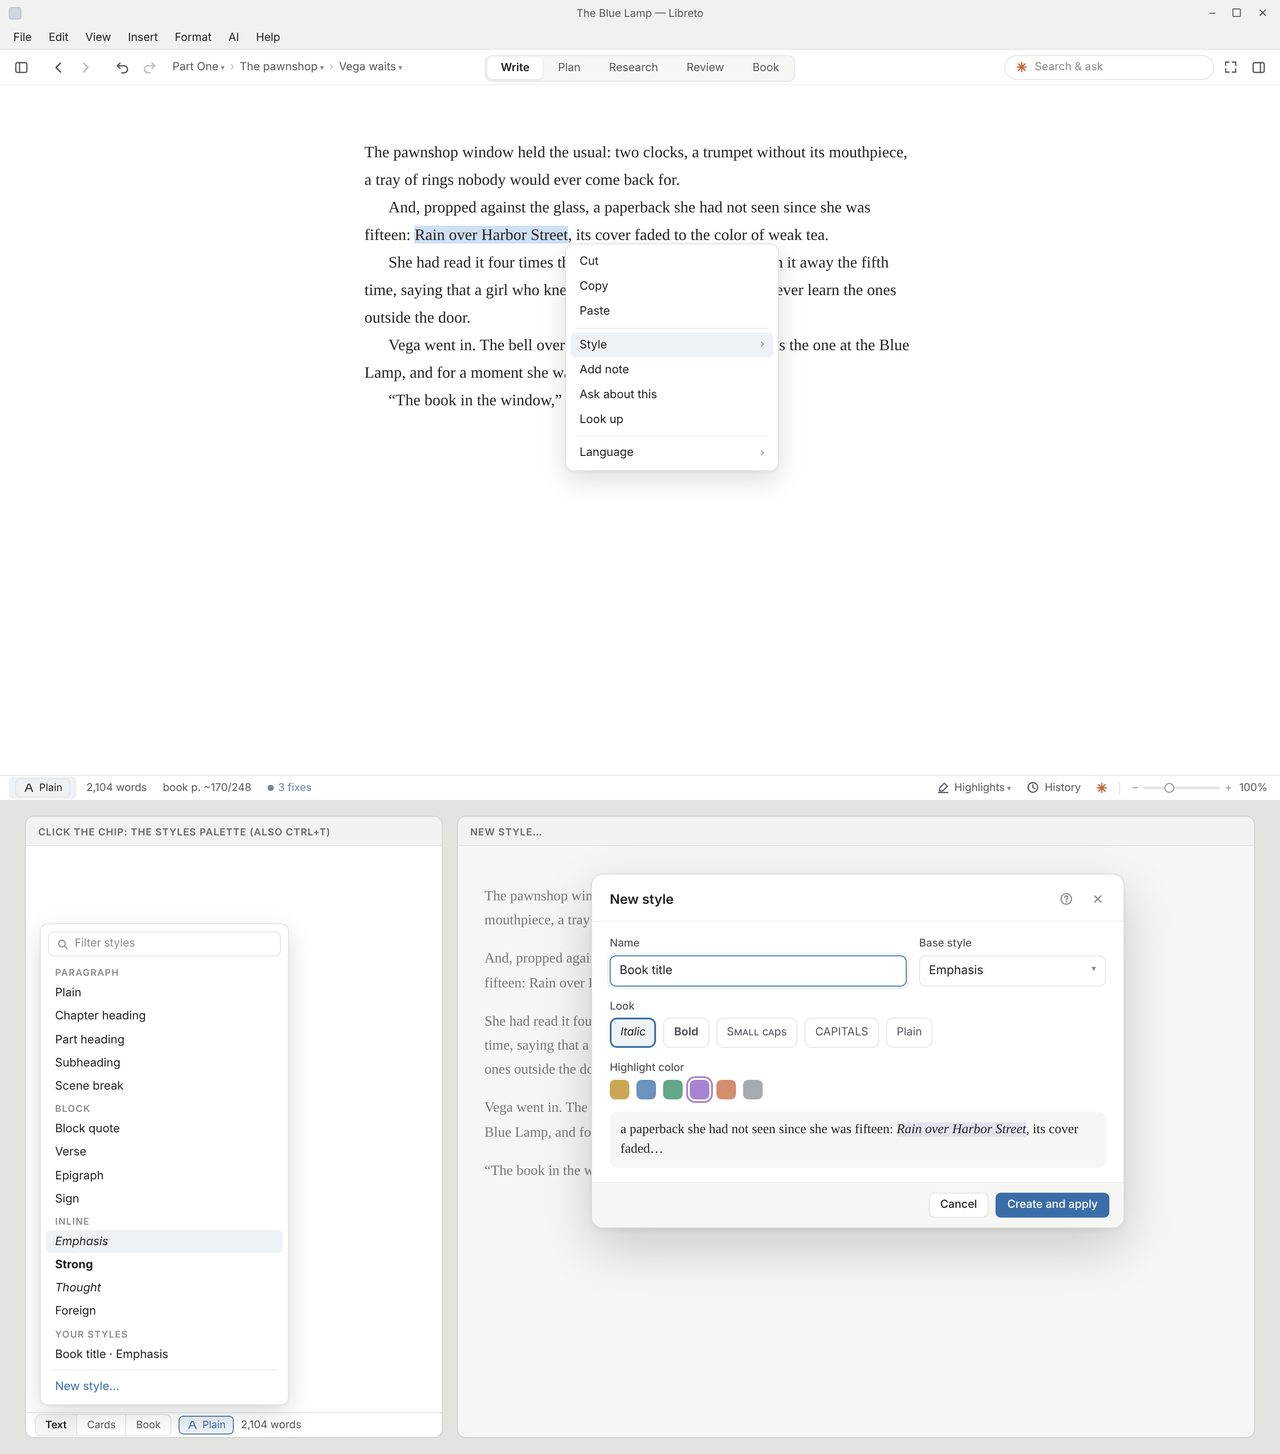 The Blue Lamp — Libreto
File Edit View Insert Format AI Help
Part One › The pawnshop › Vega waits
Write Plan Research Review Book
Search & ask
The pawnshop window held the usual: two clocks, a trumpet without its mouthpiece,
a tray of rings nobody would ever come back for.
And, propped against the glass, a paperback she had not seen since she was
fifteen: Rain over Harbor Street, its cover faded to the color of weak tea.
She had read it four times it away the fifth
time, saying that a girl who ever learn the ones
outside the door.
Vega went in. The bell over the one at the Blue
Lamp, and for a moment she
“The book in the window,”
Cut
Copy
Paste
Style ›
Add note
Ask about this
Look up
Language ›
A Plain 2,104 words book p. ~170/248 3 fixes
Highlights History − + 100%
CLICK THE CHIP: THE STYLES PALETTE (ALSO CTRL+T)
Filter styles
PARAGRAPH
Plain
Chapter heading
Part heading
Subheading
Scene break
BLOCK
Block quote
Verse
Epigraph
Sign
INLINE
Emphasis
Strong
Thought
Foreign
YOUR STYLES
Book title · Emphasis
New style...
Text Cards Book A Plain 2,104 words
NEW STYLE...
The pawnshop
mouthpiece, a tray
And, propped
fifteen: Rain over
She had read it
time, saying that a
ones outside the
Vega went in. The
Blue Lamp, and
“The book in the
New style
Name
Book title
Base style
Emphasis
Look
Italic Bold Small caps CAPITALS Plain
Highlight color
a paperback she had not seen since she was fifteen: Rain over Harbor Street, its cover
faded…
Cancel Create and apply